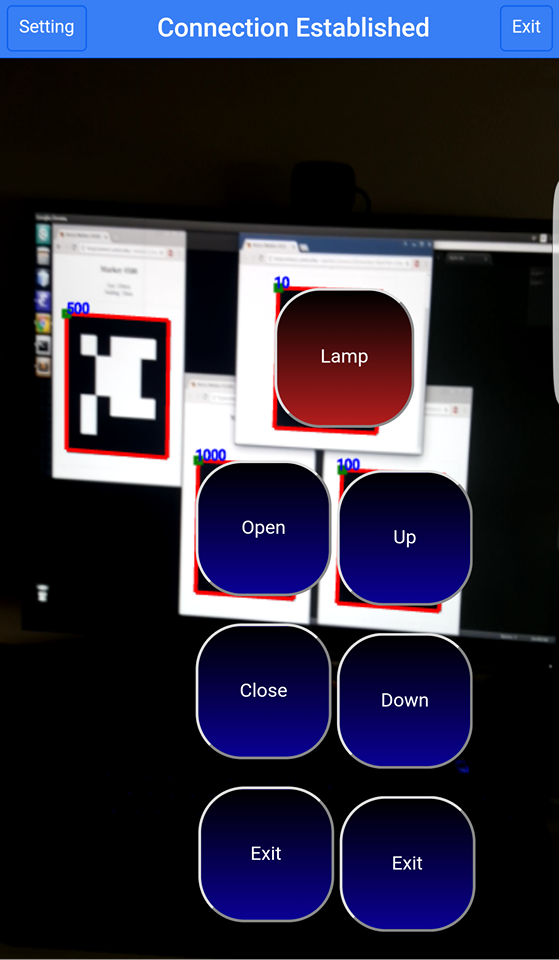 Setting
Connection Established
Exit
500
10
Lamp
1000
100
Open
Up
Close
Down
Exit
Exit